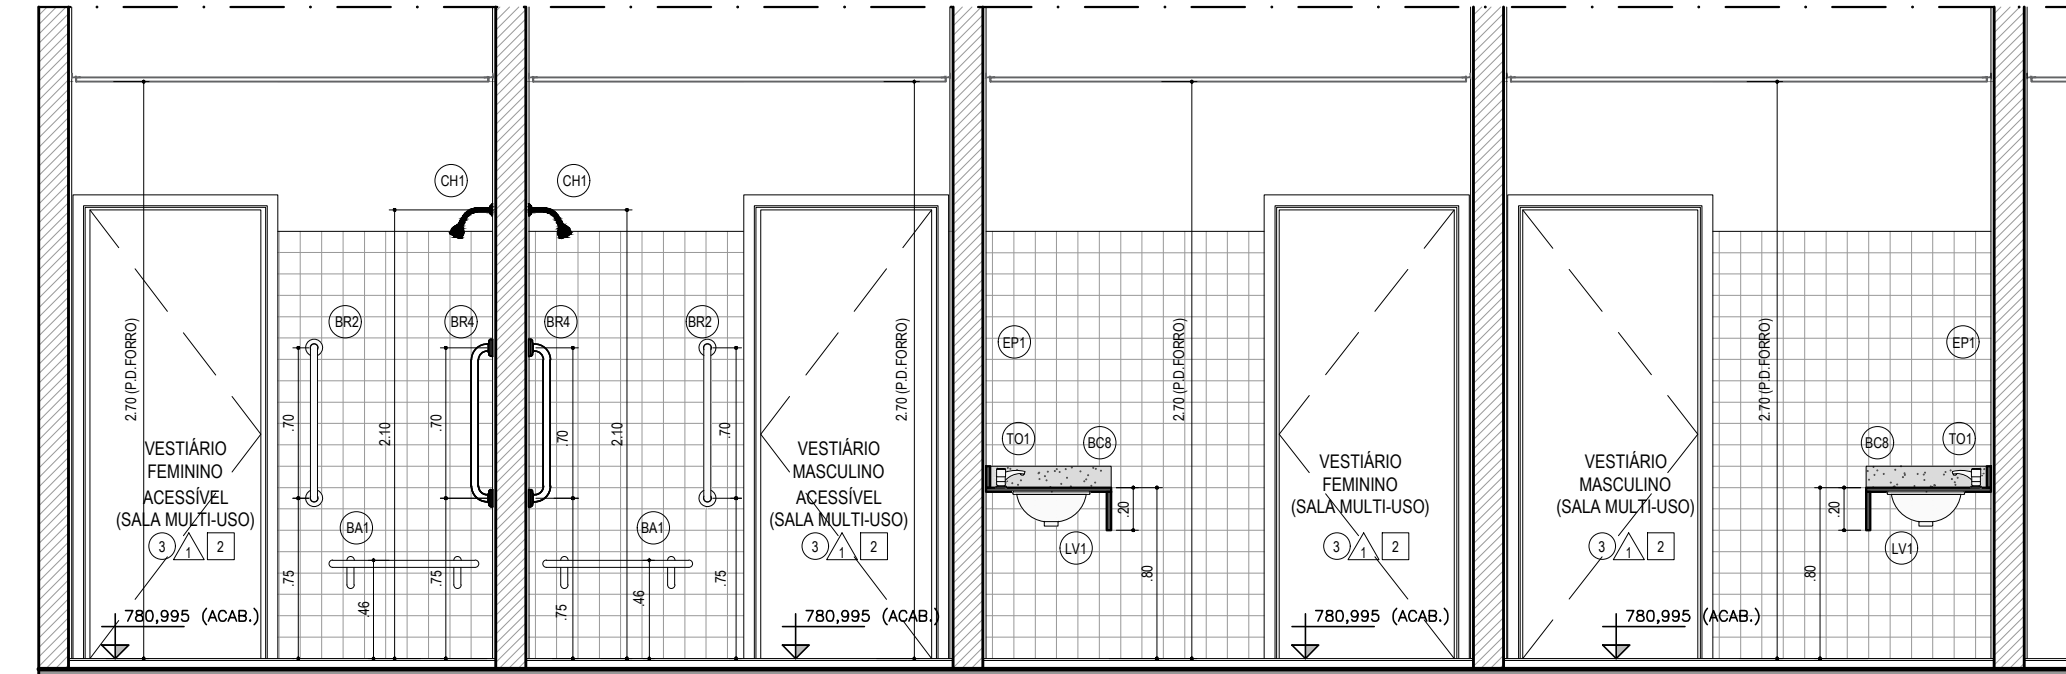 CH1
CH1
BR2
BR4
BR4
BR2
2.70 (P.D.FORRO)
.70
2.10
.70
.70
2.10
.70
2.70 (P.D.FORRO)
VESTIÁRIO
FEMININO
ACESSÍVEL
(SALA MULTI-USO)
3
1
2
BA1
BA1
VESTIÁRIO
MASCULINO
ACESSÍVEL
(SALA MULTI-USO)
3
1
2
.75
.46
.75
.75
.46
.75
780,995 (ACAB.)
780,995 (ACAB.)
EP1
2.70 (P.D.FORRO)
TO1
BC8
.20
LV1
.80
VESTIÁRIO
FEMININO
(SALA MULTI-USO)
3
1
2
780,995 (ACAB.)
VESTIÁRIO
MASCULINO
(SALA MULTI-USO)
3
1
2
780,995 (ACAB.)
2.70 (P.D.FORRO)
EP1
BC8
TO1
.20
LV1
.80